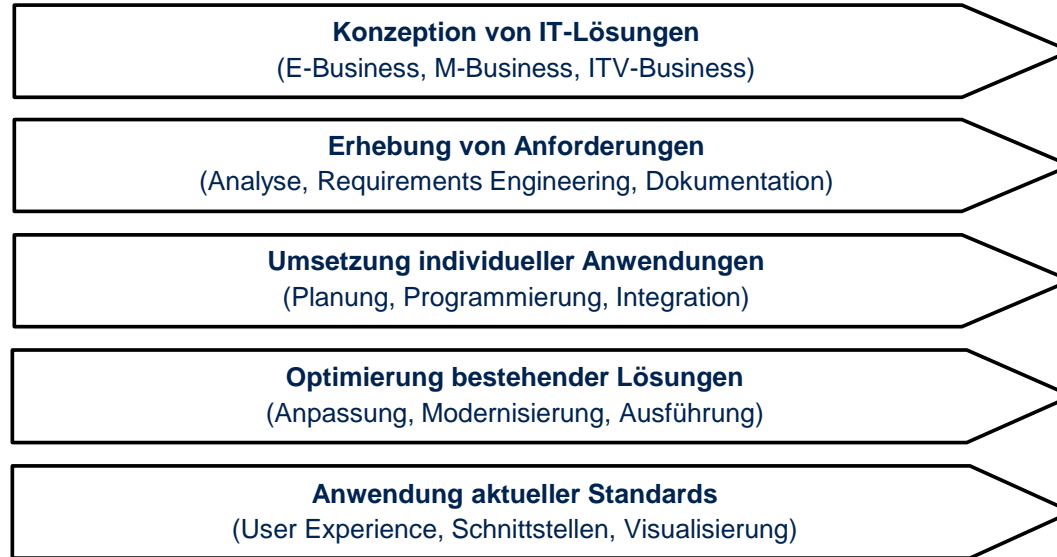 Konzeption von IT-Lösungen
(E-Business, M-Business, ITV-Business)
Erhebung von Anforderungen
(Analyse, Requirements Engineering, Dokumentation)
Umsetzung individueller Anwendungen
(Planung, Programmierung, Integration)
Optimierung bestehender Lösungen
(Anpassung, Modernisierung, Ausführung)
Anwendung aktueller Standards
(User Experience, Schnittstellen, Visualisierung)